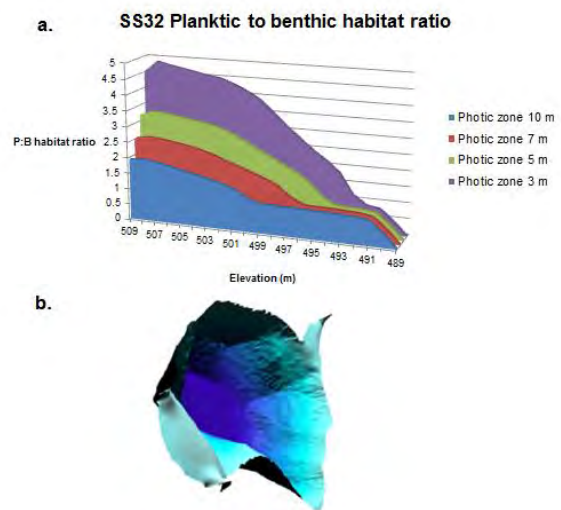 a.
SS32 Planktic to benthic habitat ratio
5
4.5
4
3.5
3
2.5
2
1.5
1
0.5
0
P:B habitat ratio
509 507 505 503 501 499 497 495 493 491 489
Elevation (m)
Photic zone 10 m
Photic zone 7 m
Photic zone 5 m
Photic zone 3 m
b.